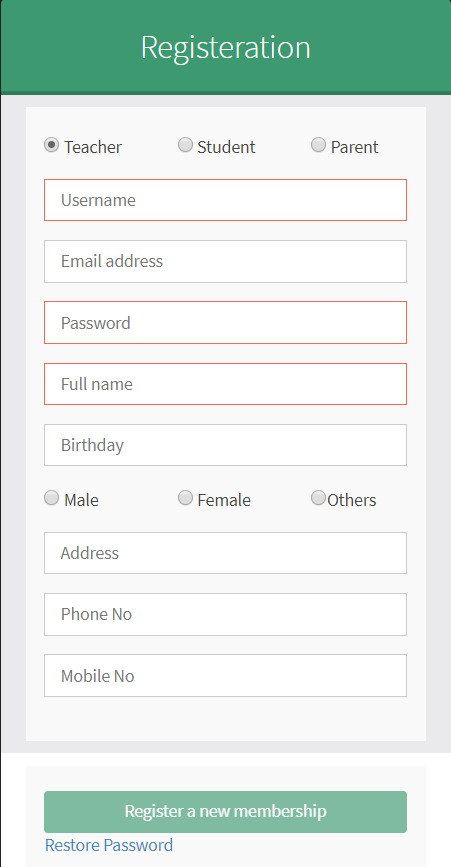 Registeration
Teacher Student Parent
Username
Email address
Password
Full name
Birthday
Male Female Others
Address
Phone No
Mobile No
Register a new membership
Restore Password